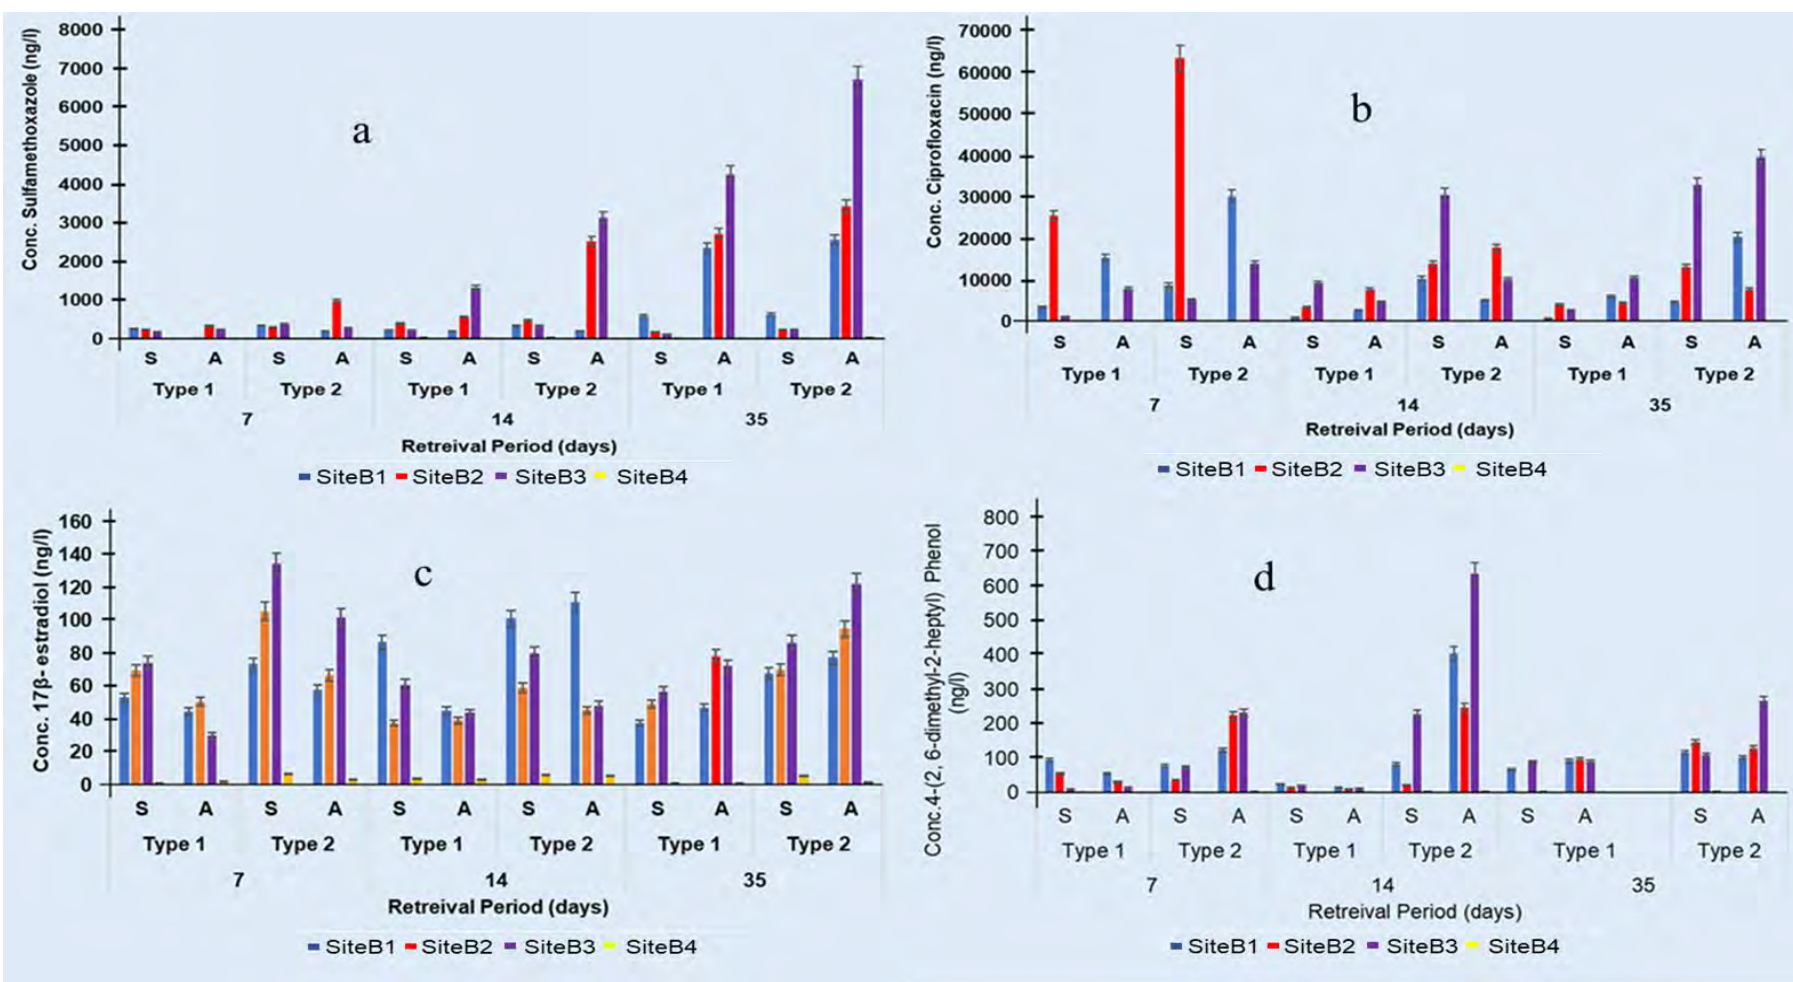 Conc. Sulfamethoxazole (ng/l)
8000
7000
6000
5000
4000
3000
2000
1000
0
a
S A S A S A S A S A S A
Type 1 Type 2 Type 1 Type 2 Type 1 Type 2
7 14 35
Retreival Period (days)
SiteB1 SiteB2 SiteB3 SiteB4
Conc. Ciprofloxacin (ng/l)
70000
60000
50000
40000
30000
20000
10000
0
b
S A S A S A S A S A S A
Type 1 Type 2 Type 1 Type 2 Type 1 Type 2
7 14 35
Retreival Period (days)
SiteB1 SiteB2 SiteB3 SiteB4
Conc. 17β- estradiol (ng/l)
160
140
120
100
80
60
40
20
0
c
S A S A S A S A S A S A
Type 1 Type 2 Type 1 Type 2 Type 1 Type 2
7 14 35
Retreival Period (days)
SiteB1 SiteB2 SiteB3 SiteB4
Conc.4-(2, 6-dimethyl-2-heptyl) Phenol
(ng/l)
800
700
600
500
400
300
200
100
0
d
S A S A S A S A S A S A
Type 1 Type 2 Type 1 Type 2 Type 1 Type 2
7 14 35
Retreival Period (days)
SiteB1 SiteB2 SiteB3 SiteB4